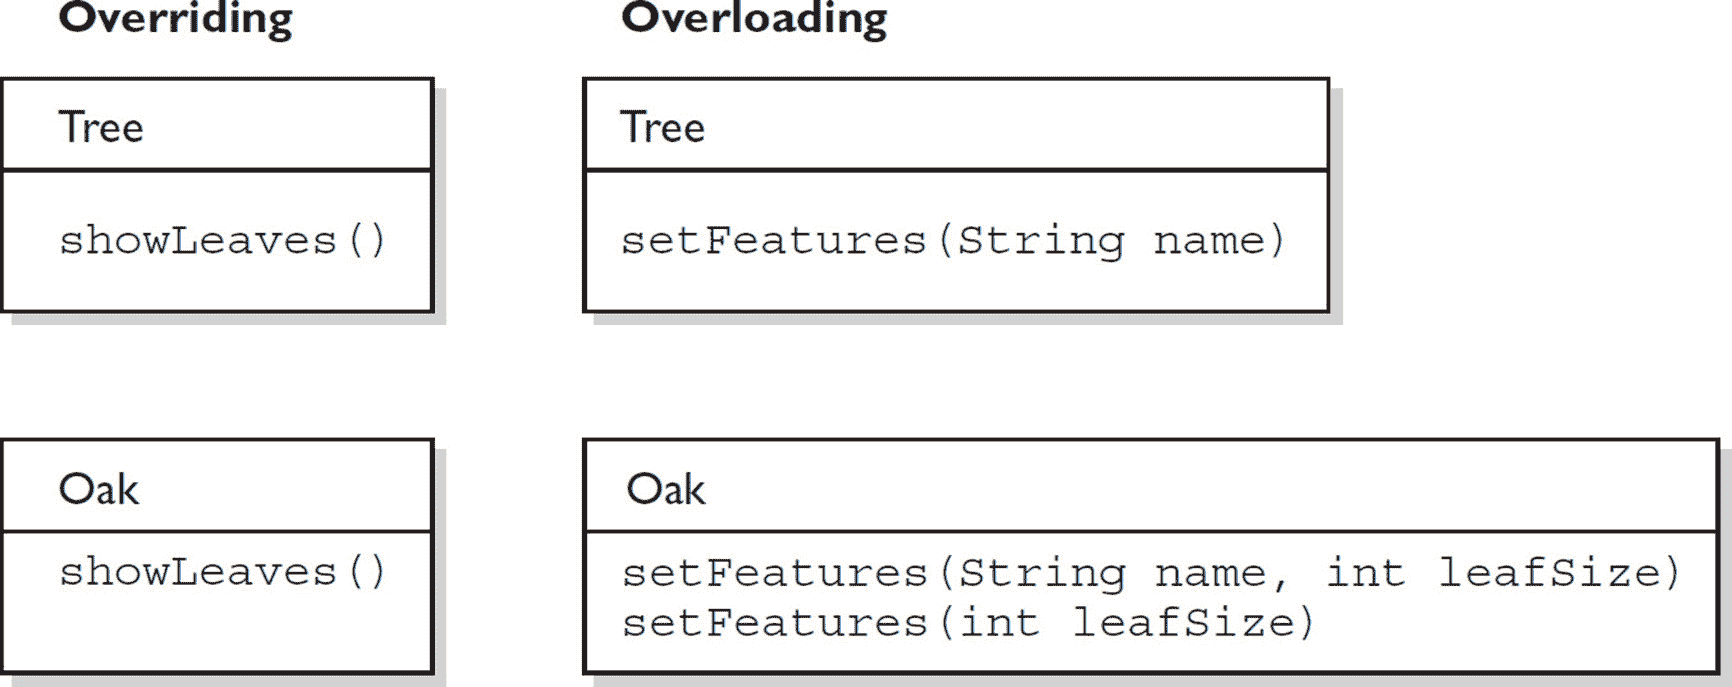 Overriding
Overloading
Tree
showLeaves()
Tree
setFeatures(String name)
Oak
showLeaves()
Oak
setFeatures(String name, int leafSize)
setFeatures(int leafSize)